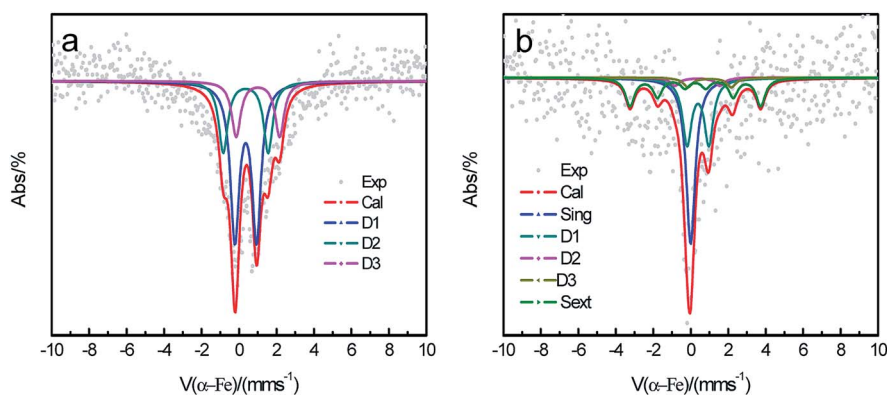 a
Abs/%
Exp
Cal
D1
D2
D3
-10 -8 -6 -4 -2 0 2 4 6 8 10
V(α–Fe)/(mms⁻¹)
b
Abs/%
Exp
Cal
Sing
D1
D2
D3
Sext
-10 -8 -6 -4 -2 0 2 4 6 8 10
V(α–Fe)/(mms⁻¹)